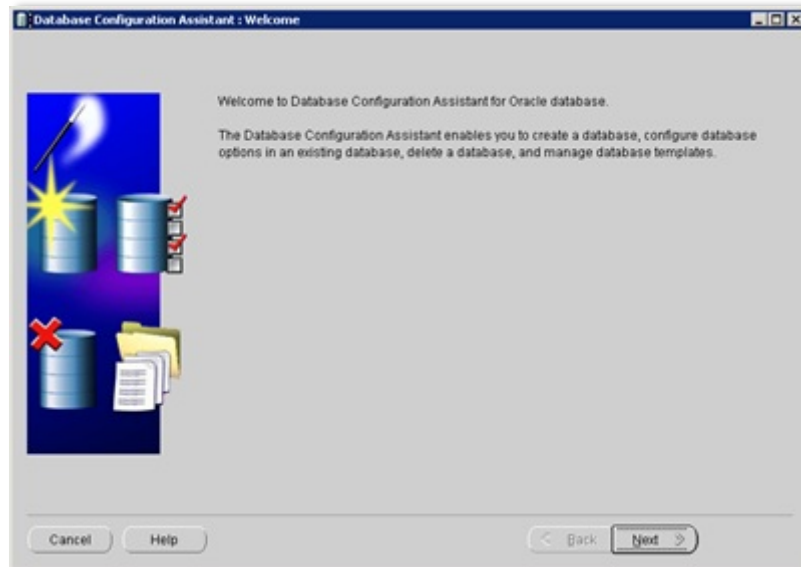 Database Configuration Assistant : Welcome
Welcome to Database Configuration Assistant for Oracle database.
The Database Configuration Assistant enables you to create a database, configure database
options in an existing database, delete a database, and manage database templates.
Cancel
Help
Back
Next